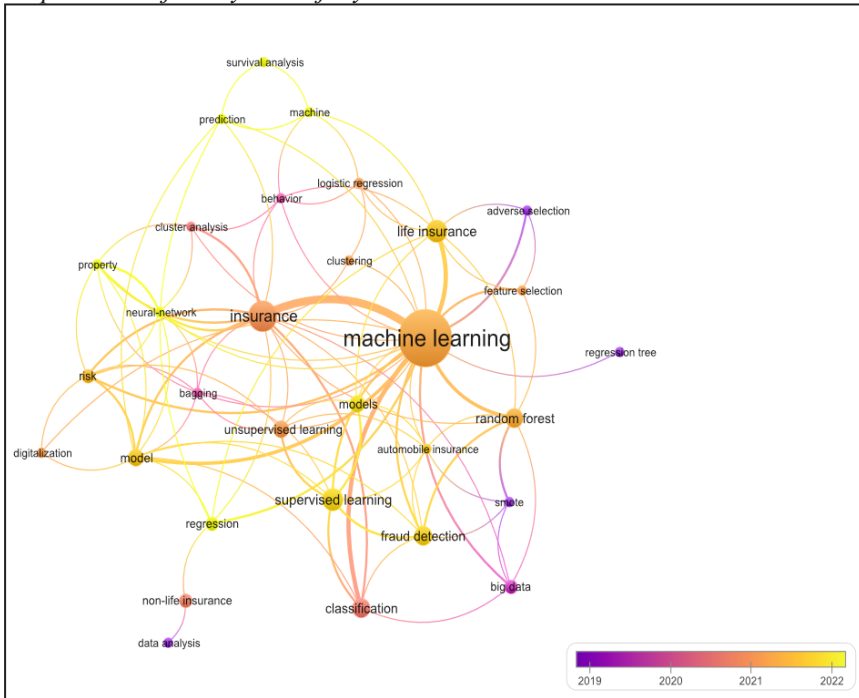 survival analysis
machine
prediction
logistic regression
behavior
adverse selection
cluster analysis
life insurance
clustering
property
feature selection
neural-network
insurance
machine learning
regression tree
risk
bagging
models
random forest
unsupervised learning
automobile insurance
digitalization
model
supervised learning
smote
regression
fraud detection
big data
non-life insurance
classification
data analysis
2019 2020 2021 2022